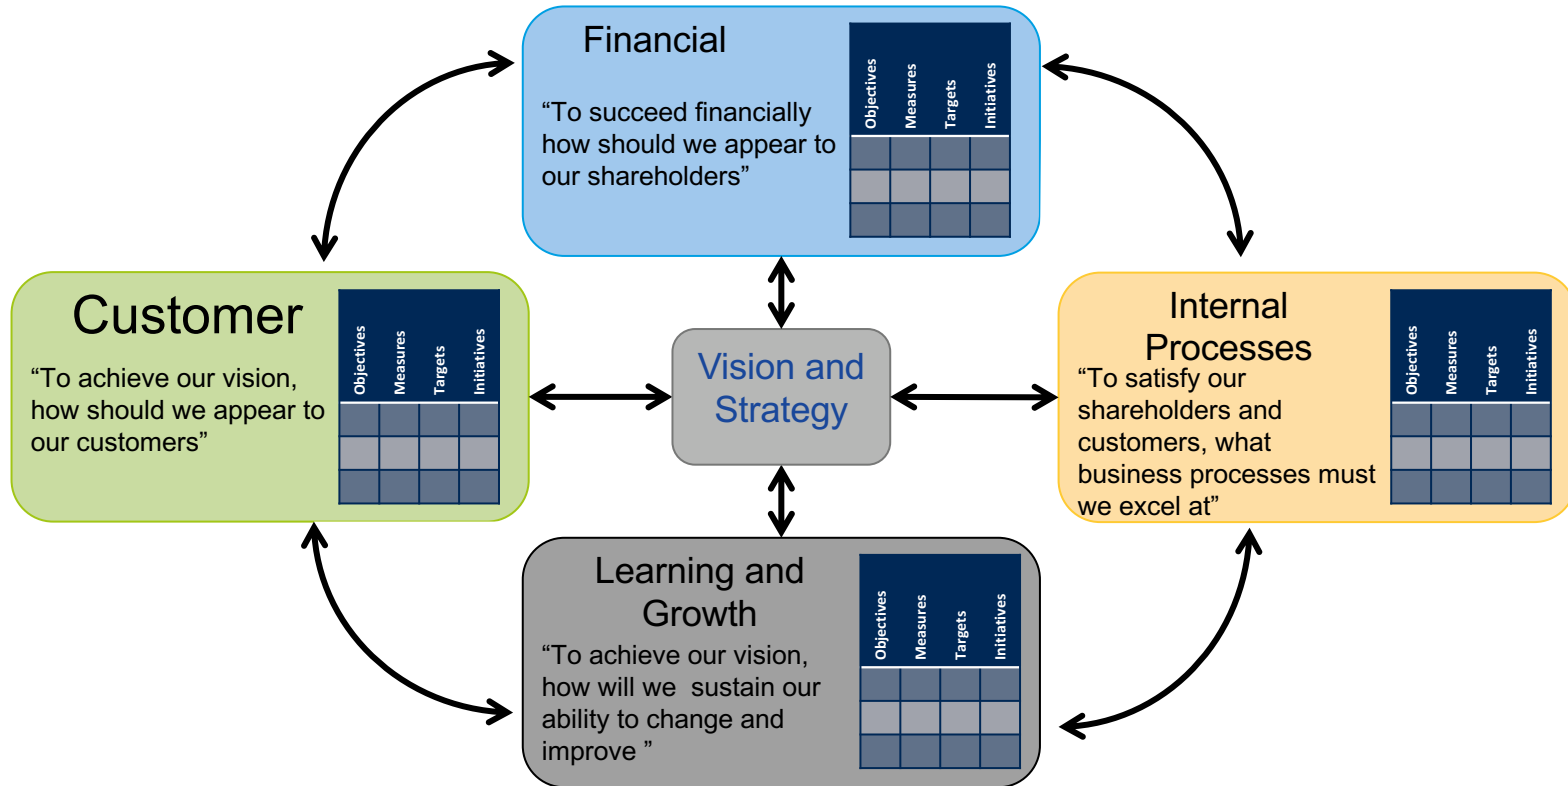 Financial
“To succeed financially
how should we appear to
our shareholders”
Objectives
Measures
Targets
Initiatives
Customer
“To achieve our vision,
how should we appear to
our customers”
Objectives
Measures
Targets
Initiatives
Vision and
Strategy
Internal
Processes
“To satisfy our
shareholders and
customers, what
business processes must
we excel at”
Objectives
Measures
Targets
Initiatives
Learning and
Growth
“To achieve our vision,
how will we  sustain our
ability to change and
improve ”
Objectives
Measures
Targets
Initiatives